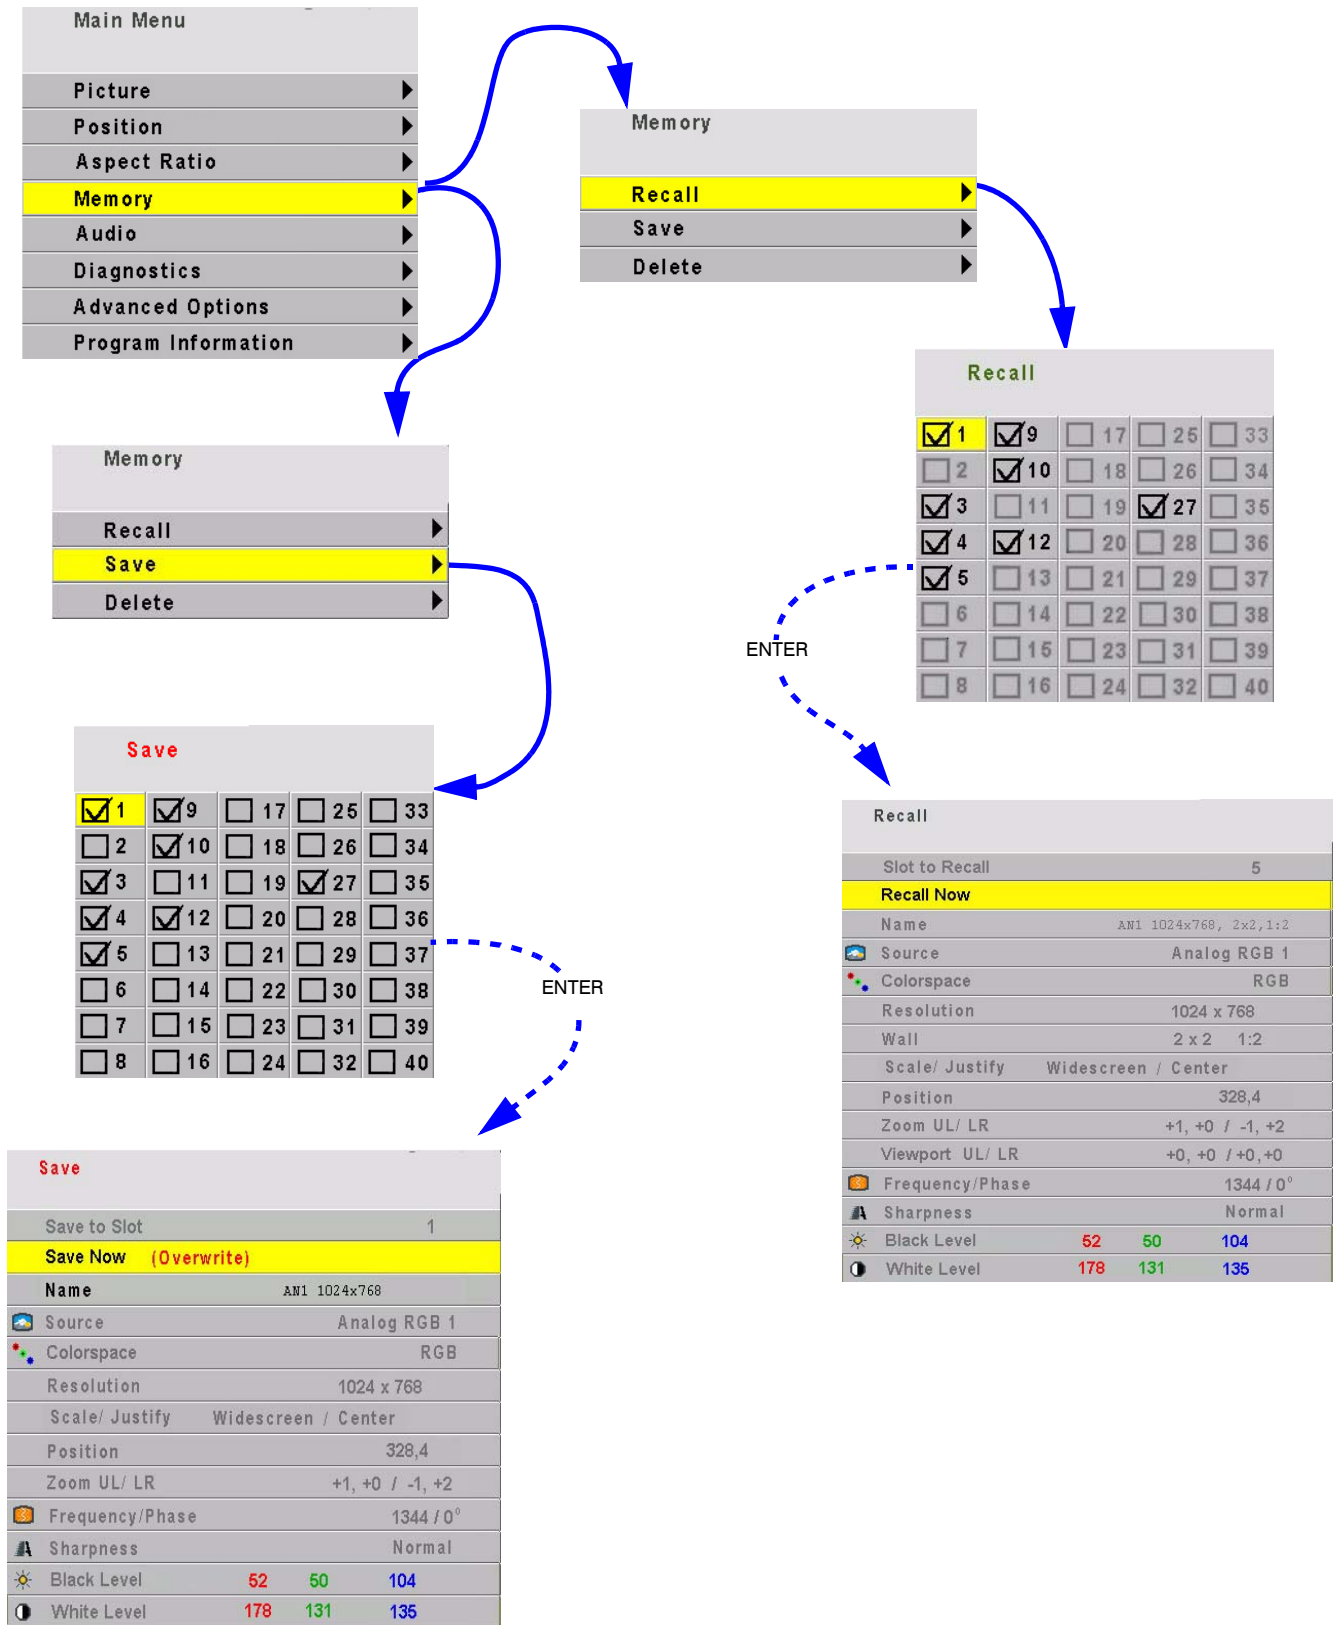 Main Menu
Picture
Position
Aspect Ratio
Memory
Audio
Diagnostics
Advanced Options
Program Information
Memory
Recall
Save
Delete
Recall
1 9 17 25 33
2 10 18 26 34
3 11 19 27 35
4 12 20 28 36
5 13 21 29 37
6 14 22 30 38
7 15 23 31 39
8 16 24 32 40
Memory
Recall
Save
Delete
ENTER
Save
1 9 17 25 33
2 10 18 26 34
3 11 19 27 35
4 12 20 28 36
5 13 21 29 37
6 14 22 30 38
7 15 23 31 39
8 16 24 32 40
ENTER
Recall
Slot to Recall 5
Recall Now
Name AN1 1024x768, 2x2,1:2
Source Analog RGB 1
Colorspace RGB
Resolution 1024 x 768
Wall 2 x 2 1:2
Scale/ Justify Widescreen / Center
Position 328,4
Zoom UL/ LR +1, +0 / -1, +2
Viewport UL/ LR +0, +0 / +0,+0
Frequency/Phase 1344 / 0°
Sharpness Normal
Black Level 52 50 104
White Level 178 131 135
Save
Save to Slot 1
Save Now (Overwrite)
Name AN1 1024x768
Source Analog RGB 1
Colorspace RGB
Resolution 1024 x 768
Scale/ Justify Widescreen / Center
Position 328,4
Zoom UL/ LR +1, +0 / -1, +2
Frequency/Phase 1344 / 0°
Sharpness Normal
Black Level 52 50 104
White Level 178 131 135